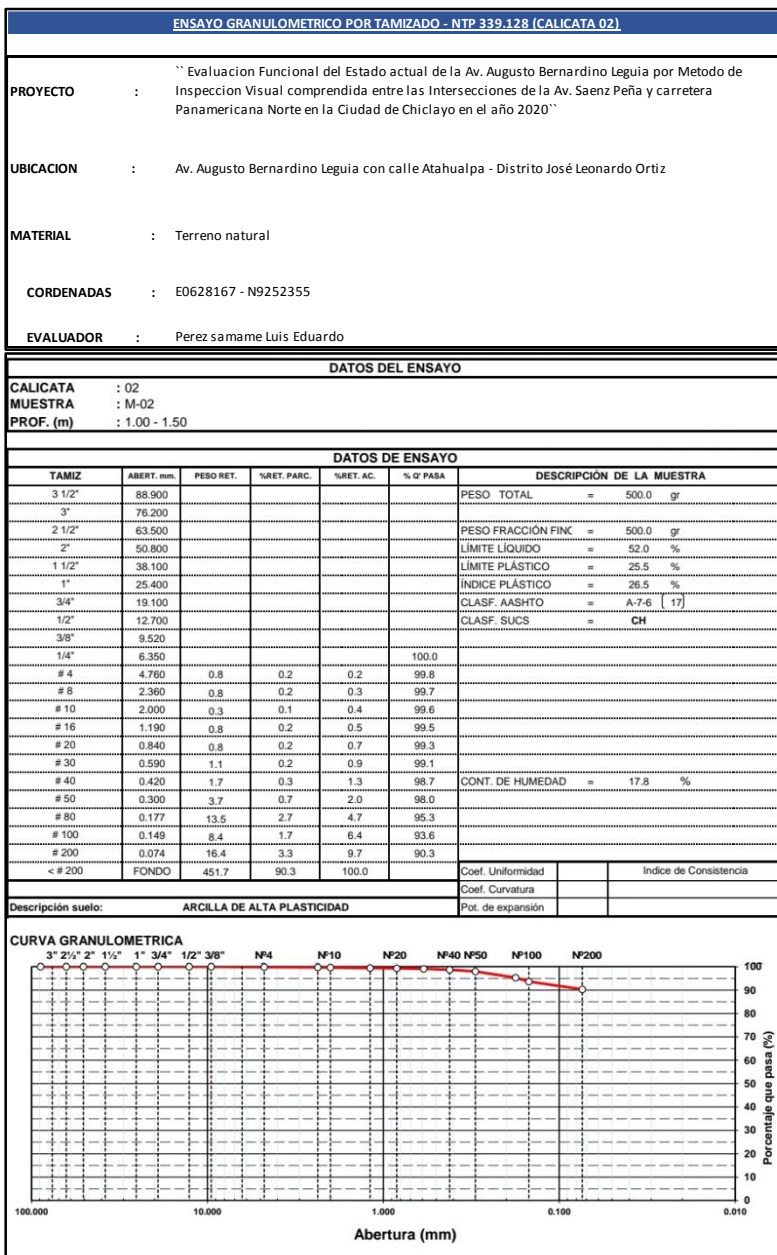 ENSAYO GRANULOMETRICO POR TAMIZADO - NTP 339.128 (CALICATA 02)
PROYECTO : `` Evaluacion Funcional del Estado actual de la Av. Augusto Bernardino Leguia por Metodo de
Inspeccion Visual comprendida entre las Intersecciones de la Av. Saenz Peña y carretera
Panamericana Norte en la Ciudad de Chiclayo en el año 2020``
UBICACION : Av. Augusto Bernardino Leguia con calle Atahualpa - Distrito José Leonardo Ortiz
MATERIAL : Terreno natural
CORDENADAS : E0628167 - N9252355
EVALUADOR : Perez samame Luis Eduardo
DATOS DEL ENSAYO
CALICATA : 02
MUESTRA : M-02
PROF. (m) : 1.00 - 1.50
DATOS DE ENSAYO
TAMIZ ABERT. mm. PESO RET. %RET. PARC. %RET. AC. % Q' PASA DESCRIPCIÓN DE LA MUESTRA
3 1/2" 88.900 PESO TOTAL = 500.0 gr
3" 76.200
2 1/2" 63.500 PESO FRACCIÓN FINC = 500.0 gr
2" 50.800 LÍMITE LÍQUIDO = 52.0 %
1 1/2" 38.100 LÍMITE PLÁSTICO = 25.5 %
1" 25.400 ÍNDICE PLÁSTICO = 26.5 %
3/4" 19.100 CLASF. AASHTO = A-7-6 [ 17]
1/2" 12.700 CLASF. SUCS = CH
3/8" 9.520
1/4" 6.350 100.0
# 4 4.760 0.8 0.2 0.2 99.8
# 8 2.360 0.8 0.2 0.3 99.7
# 10 2.000 0.3 0.1 0.4 99.6
# 16 1.190 0.8 0.2 0.5 99.5
# 20 0.840 0.8 0.2 0.7 99.3
# 30 0.590 1.1 0.2 0.9 99.1
# 40 0.420 1.7 0.3 1.3 98.7 CONT. DE HUMEDAD = 17.8 %
# 50 0.300 3.7 0.7 2.0 98.0
# 80 0.177 13.5 2.7 4.7 95.3
# 100 0.149 8.4 1.7 6.4 93.6
# 200 0.074 16.4 3.3 9.7 90.3
< # 200 FONDO 451.7 90.3 100.0 Coef. Uniformidad Indice de Consistencia
Coef. Curvatura
Descripción suelo: ARCILLA DE ALTA PLASTICIDAD Pot. de expansión
CURVA GRANULOMETRICA
3" 2½" 2" 1½" 1" 3/4" 1/2" 3/8" Nº4 Nº10 Nº20 Nº40 Nº50 Nº100 Nº200
100
90
80
70
60
50
40
30
20
10
0
Porcentaje que pasa (%)
100.000 10.000 1.000 0.100 0.010
Abertura (mm)